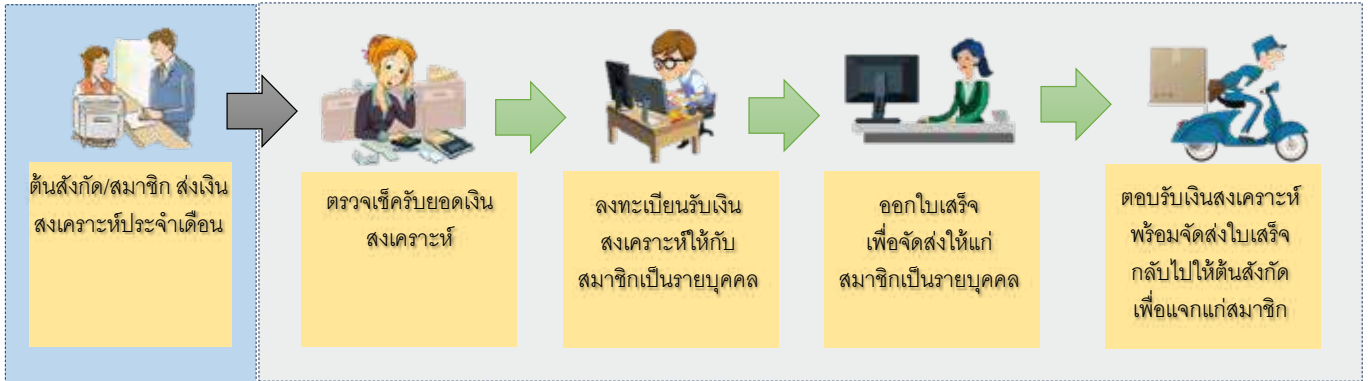 ต้นสังกัด/สมาชิก ส่งเงิน
สงเคราะห์ประจำเดือน
ตรวจเช็ครับยอดเงิน
สงเคราะห์
ลงทะเบียนรับเงิน
สงเคราะห์ให้กับ
สมาชิกเป็นรายบุคคล
ออกใบเสร็จ
เพื่อจัดส่งให้แก่
สมาชิกเป็นรายบุคคล
ตอบรับเงินสงเคราะห์
พร้อมจัดส่งใบเสร็จ
กลับไปให้ต้นสังกัด
เพื่อแจกแก่สมาชิก